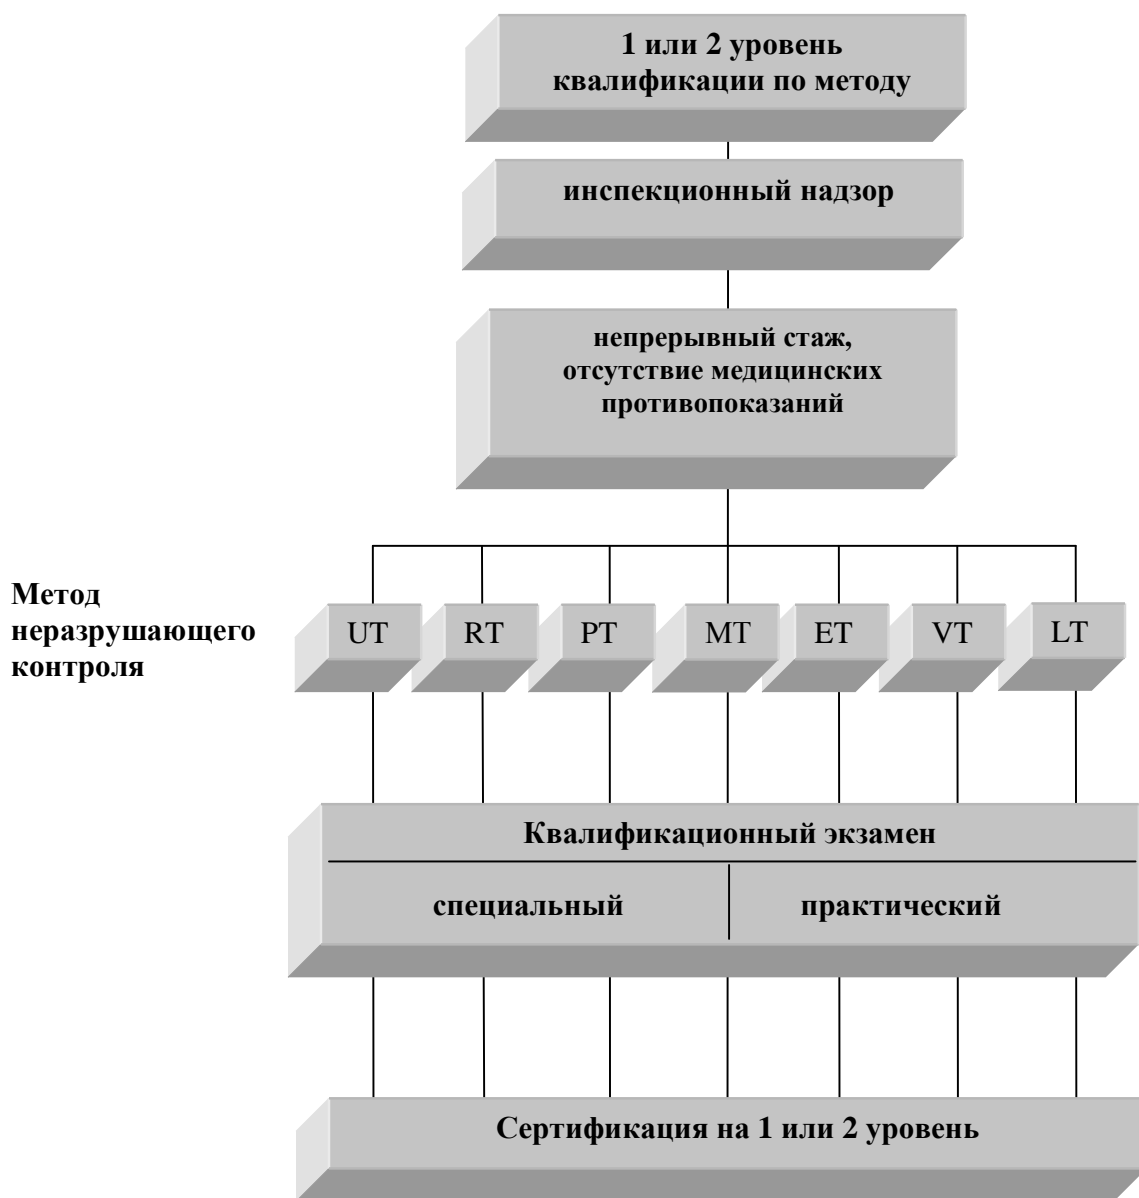 1 или 2 уровень
квалификации по методу
инспекционный надзор
непрерывный стаж,
отсутствие медицинских
противопоказаний
Метод
неразрушающего
контроля
UT RT PT MT ET VT LT
Квалификационный экзамен
специальный практический
Сертификация на 1 или 2 уровень